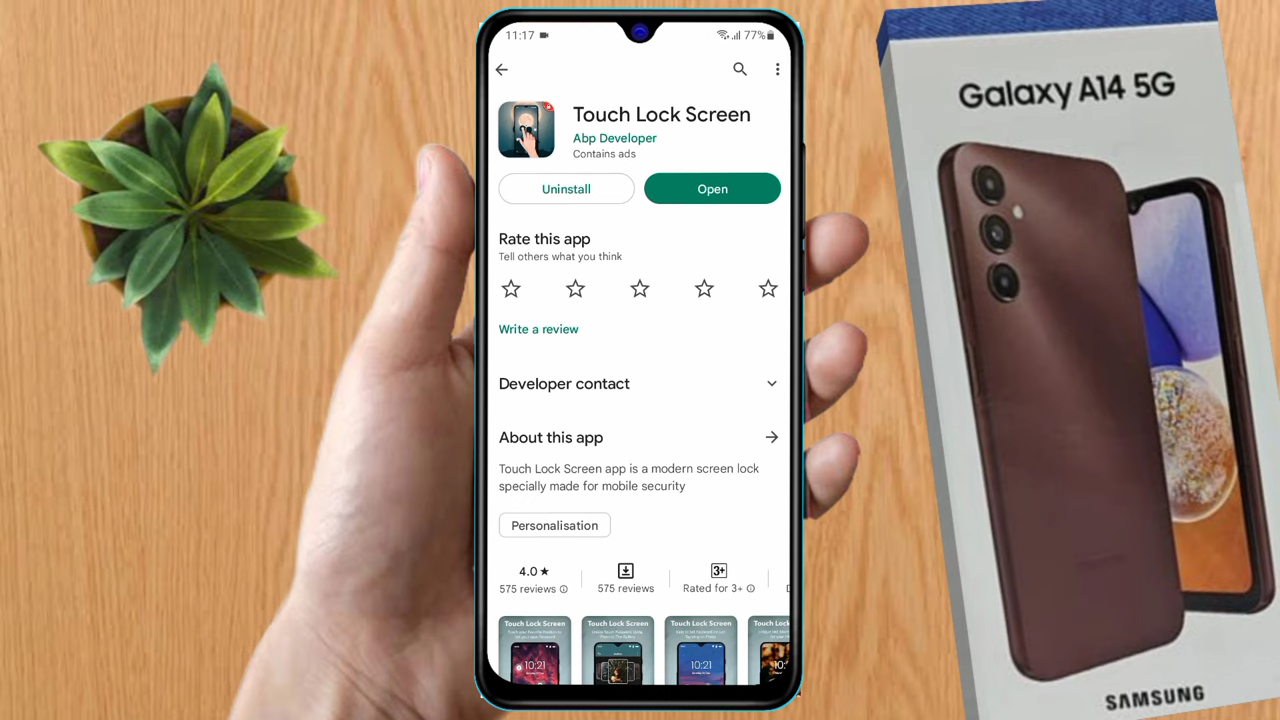 11:17
77%
Touch Lock Screen
Abp Developer
Contains ads
Uninstall
Open
Rate this app
Tell others what you think
Write a review
Developer contact
About this app
Touch Lock Screen app is a modern screen lock
specially made for mobile security
Personalisation
4.0 ★
575 reviews
575 reviews
3+
Rated for 3+
Touch Lock Screen
Touch Lock Screen
Touch Lock Screen
Touch Lock
10:21
10:21
Galaxy A14 5G
SAMSUNG